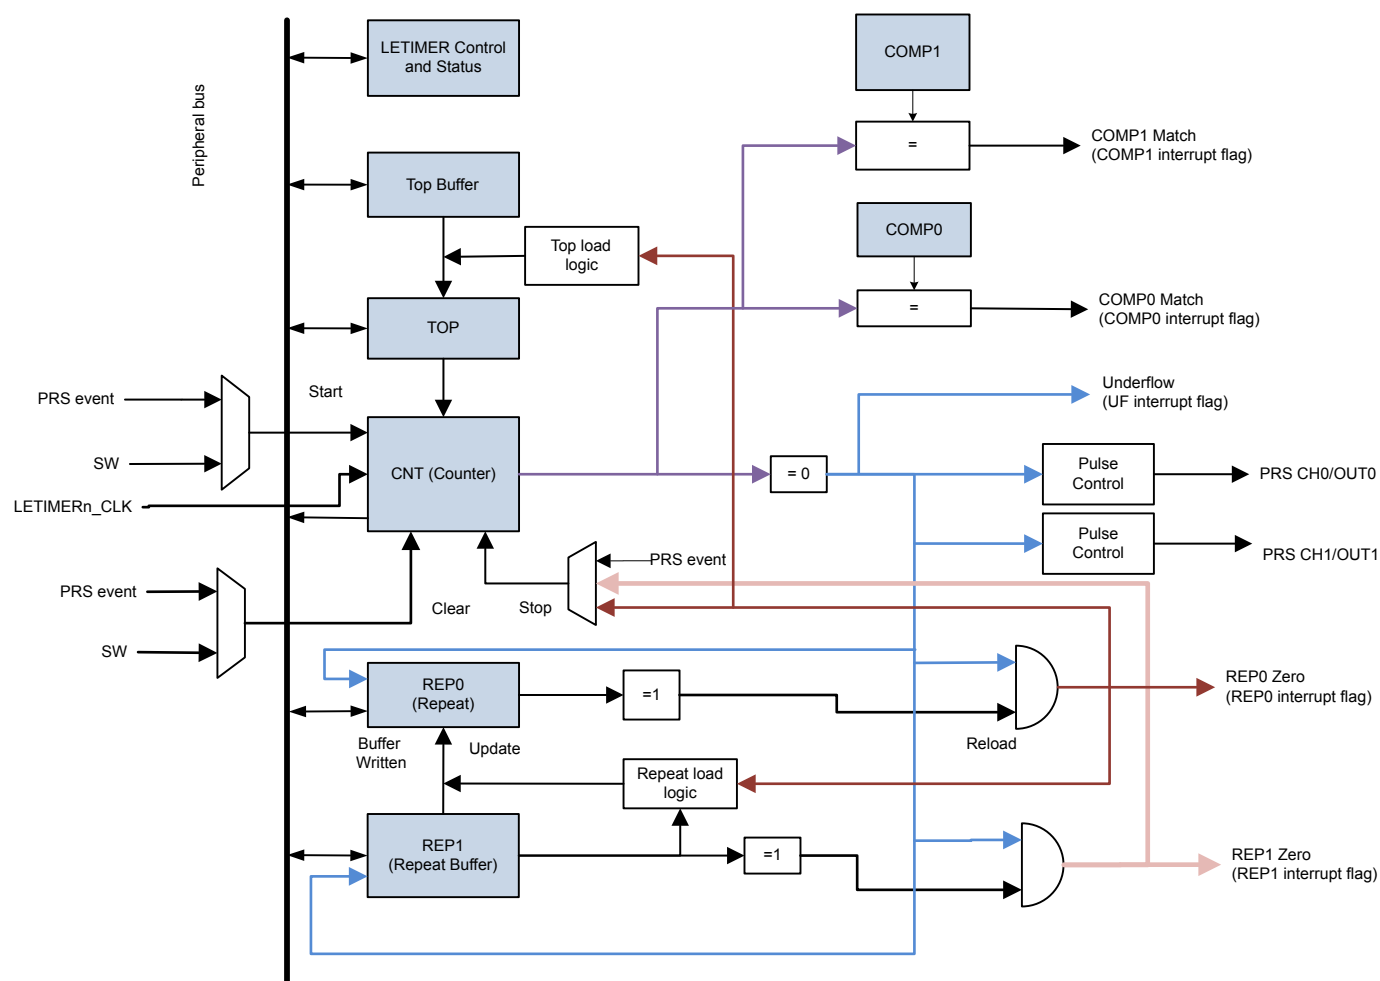 LETIMER Control
and Status
COMP1
Peripheral bus
=
COMP1 Match
(COMP1 interrupt flag)
Top Buffer
COMP0
Top load
logic
TOP
=
COMP0 Match
(COMP0 interrupt flag)
Start
PRS event
Underflow
(UF interrupt flag)
SW
CNT (Counter)
= 0
Pulse
Control
PRS CH0/OUT0
LETIMERn_CLK
Pulse
Control
PRS CH1/OUT1
PRS event
PRS event
Clear
Stop
SW
REP0
(Repeat)
=1
REP0 Zero
(REP0 interrupt flag)
Buffer
Written
Update
Reload
Repeat load
logic
REP1
(Repeat Buffer)
=1
REP1 Zero
(REP1 interrupt flag)